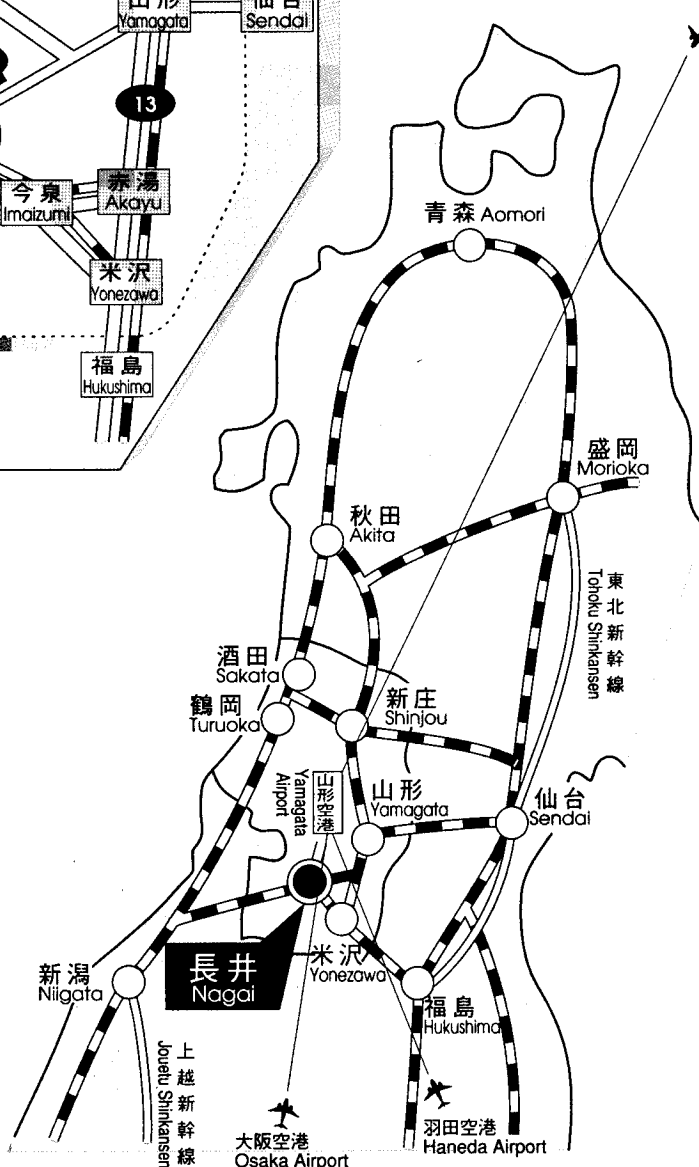 山形
Yamagata
仙台
Sendai
13
今泉
Imaizumi
赤湯
Akayu
米沢
Yonezawa
福島
Hukushima
青森 Aomori
盛岡
Morioka
秋田
Akita
東北新幹線
Tohoku Shinkansen
酒田
Sakata
鶴岡
Turuoka
新庄
Shinjou
山形空港
Yamagata
Airport
山形
Yamagata
仙台
Sendai
長井
Nagai
米沢
Yonezawa
新潟
Niigata
福島
Hukushima
上越新幹線
Jouetu Shinkansen
大阪空港
Osaka Airport
羽田空港
Haneda Airport